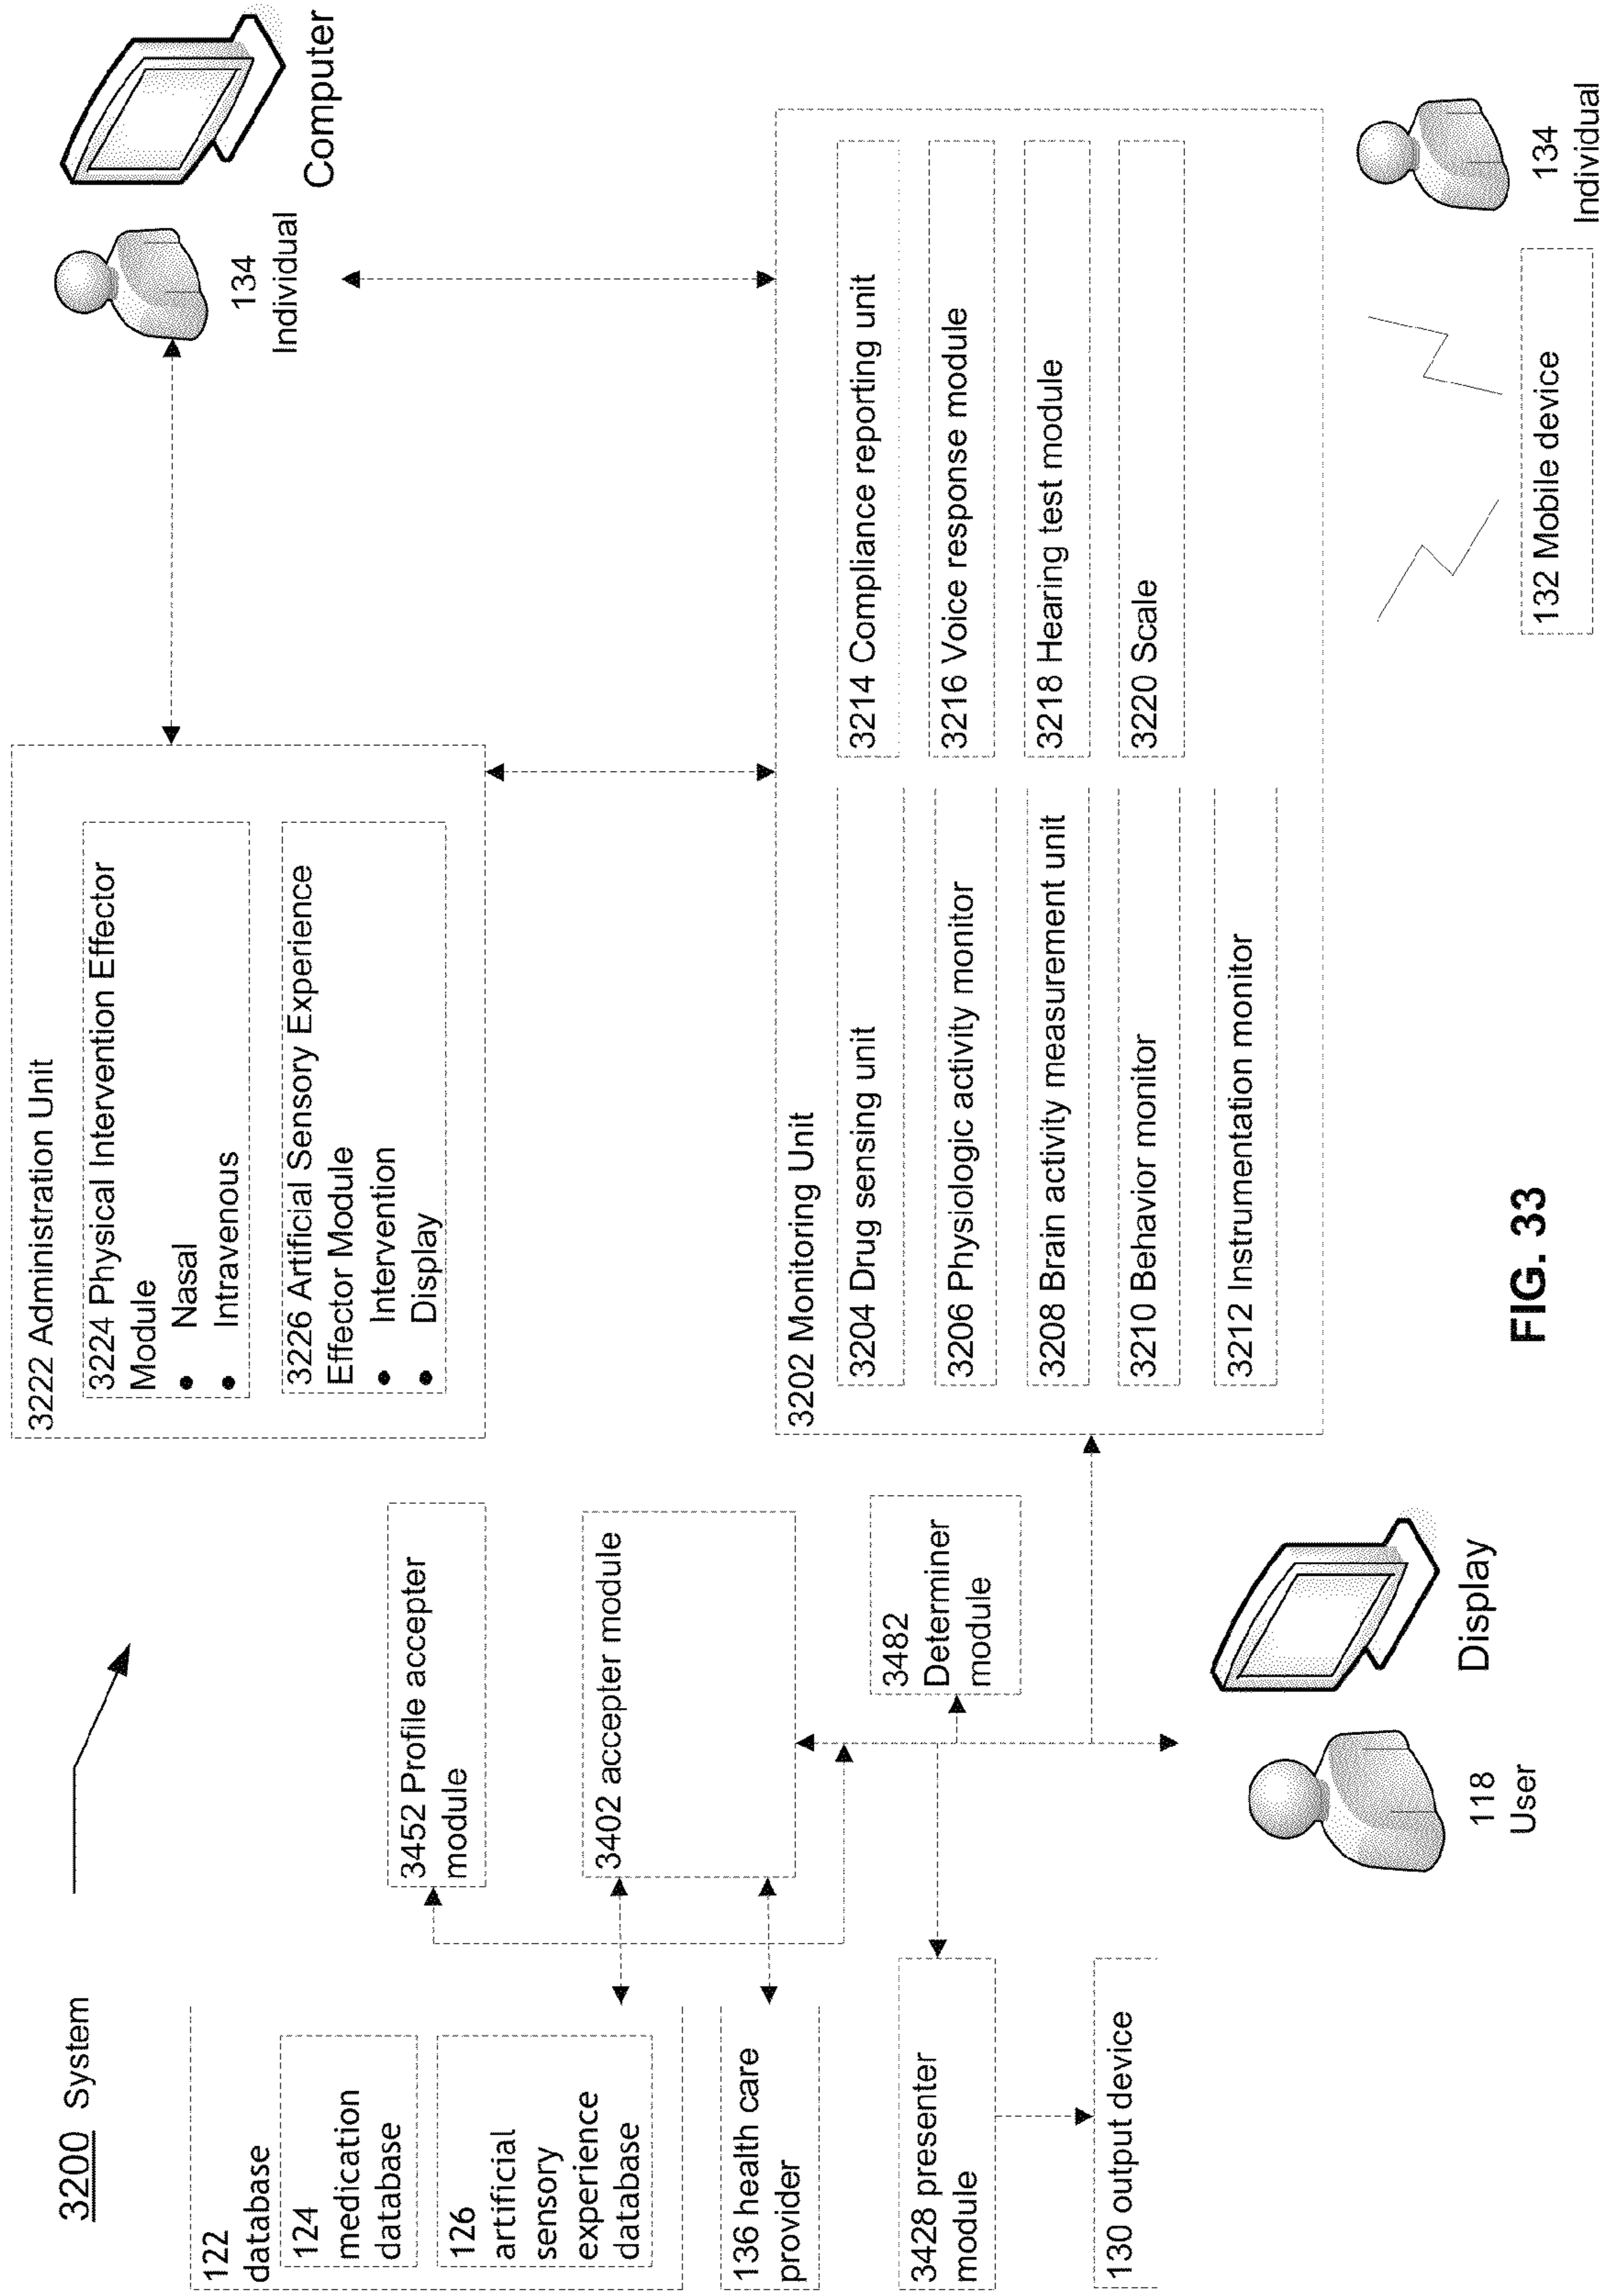 3200 System
122
database
124
medication
database
126
artificial
sensory
experience
database
136 health care
provider
3428 presenter
module
130 output device
3452 Profile accepter
module
3402 accepter module
3482
Determiner
module
118
User
Display
3222 Administration Unit
3224 Physical Intervention Effector
Module
• Nasal
• Intravenous
3226 Artificial Sensory Experience
Effector Module
• Intervention
• Display
134
Individual
Computer
3202 Monitoring Unit
3204 Drug sensing unit
3206 Physiologic activity monitor
3208 Brain activity measurement unit
3210 Behavior monitor
3212 Instrumentation monitor
3214 Compliance reporting unit
3216 Voice response module
3218 Hearing test module
3220 Scale
132 Mobile device
134
Individual
FIG. 33